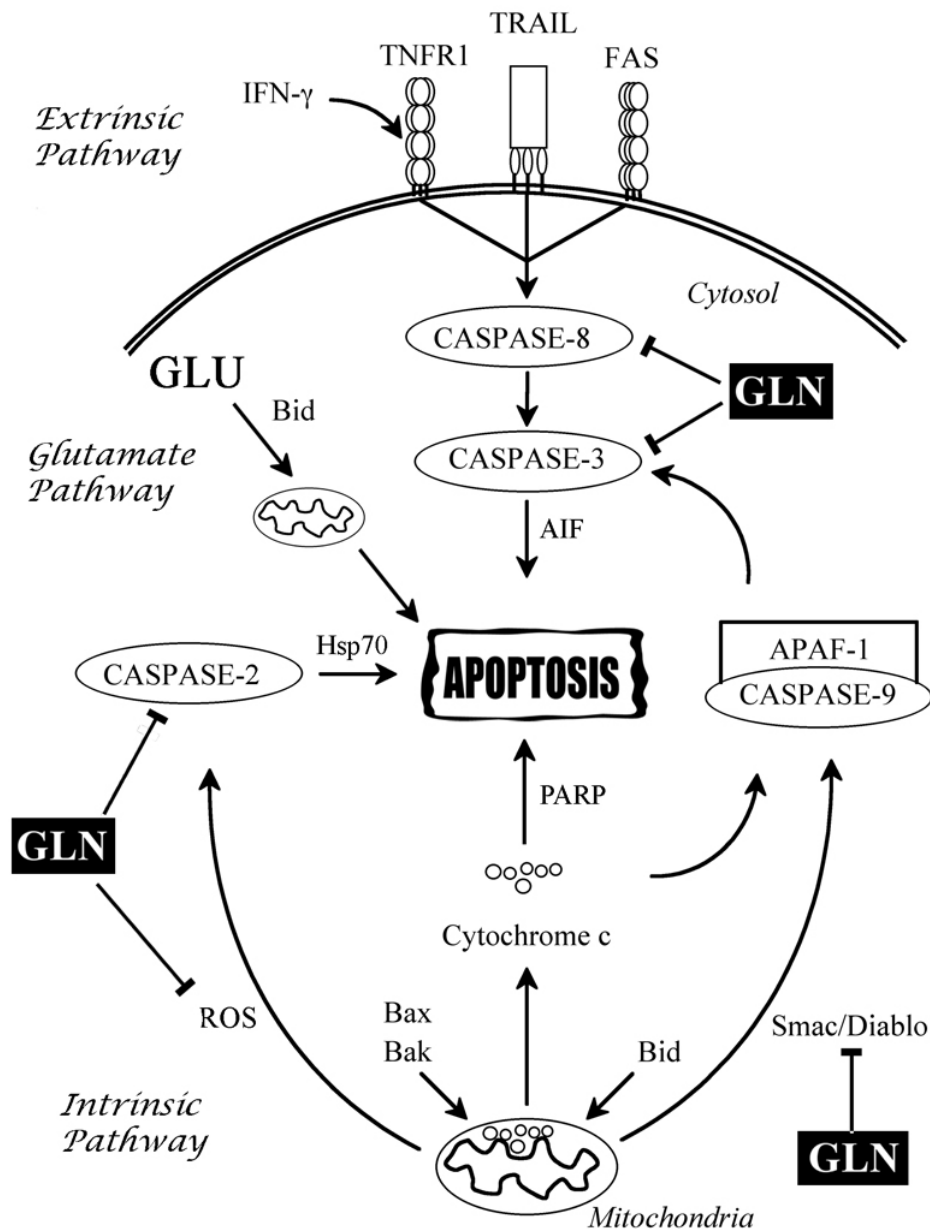 TRAIL
TNFR1
FAS
IFN-γ
Extrinsic
Pathway
Cytosol
CASPASE-8
GLU
GLN
Bid
Glutamate
Pathway
CASPASE-3
AIF
Hsp70
CASPASE-2
APOPTOSIS
APAF-1
CASPASE-9
PARP
GLN
Cytochrome c
ROS
Bax
Bak
Bid
Smac/Diablo
Intrinsic
Pathway
GLN
Mitochondria